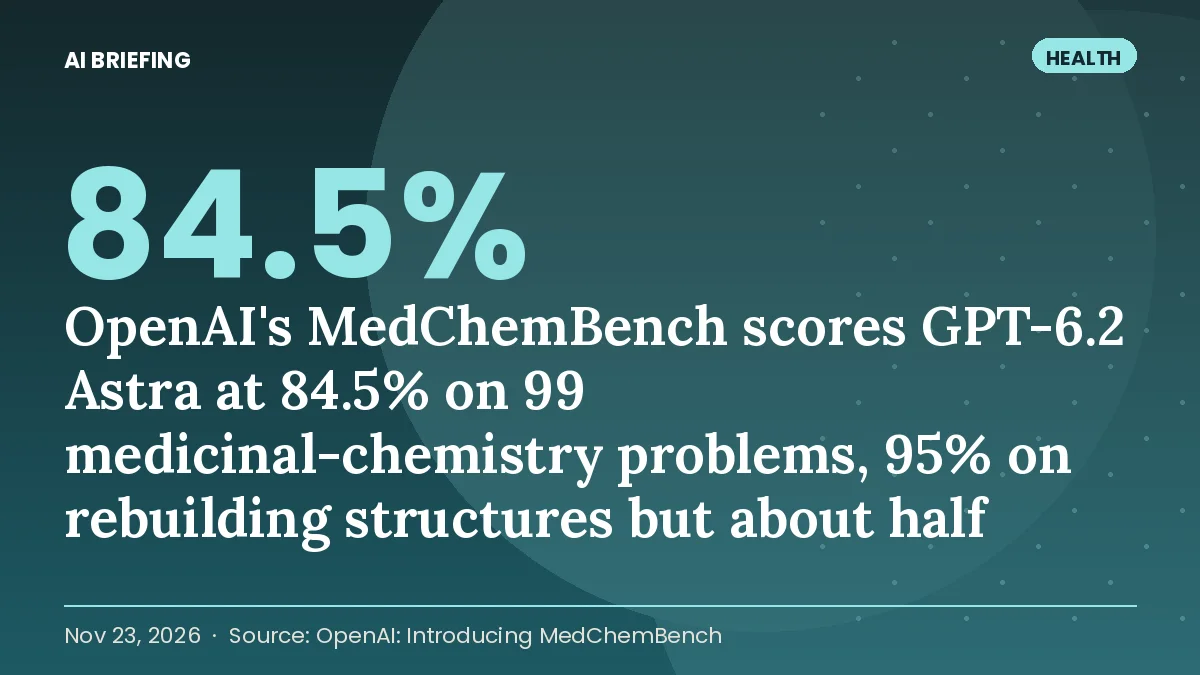 AI BRIEFING
HEALTH
84.5%
OpenAI's MedChemBench scores GPT-6.2
Astra at 84.5% on 99
medicinal-chemistry problems, 95% on
rebuilding structures but about half
Nov 23, 2026 · Source: OpenAI: Introducing MedChemBench